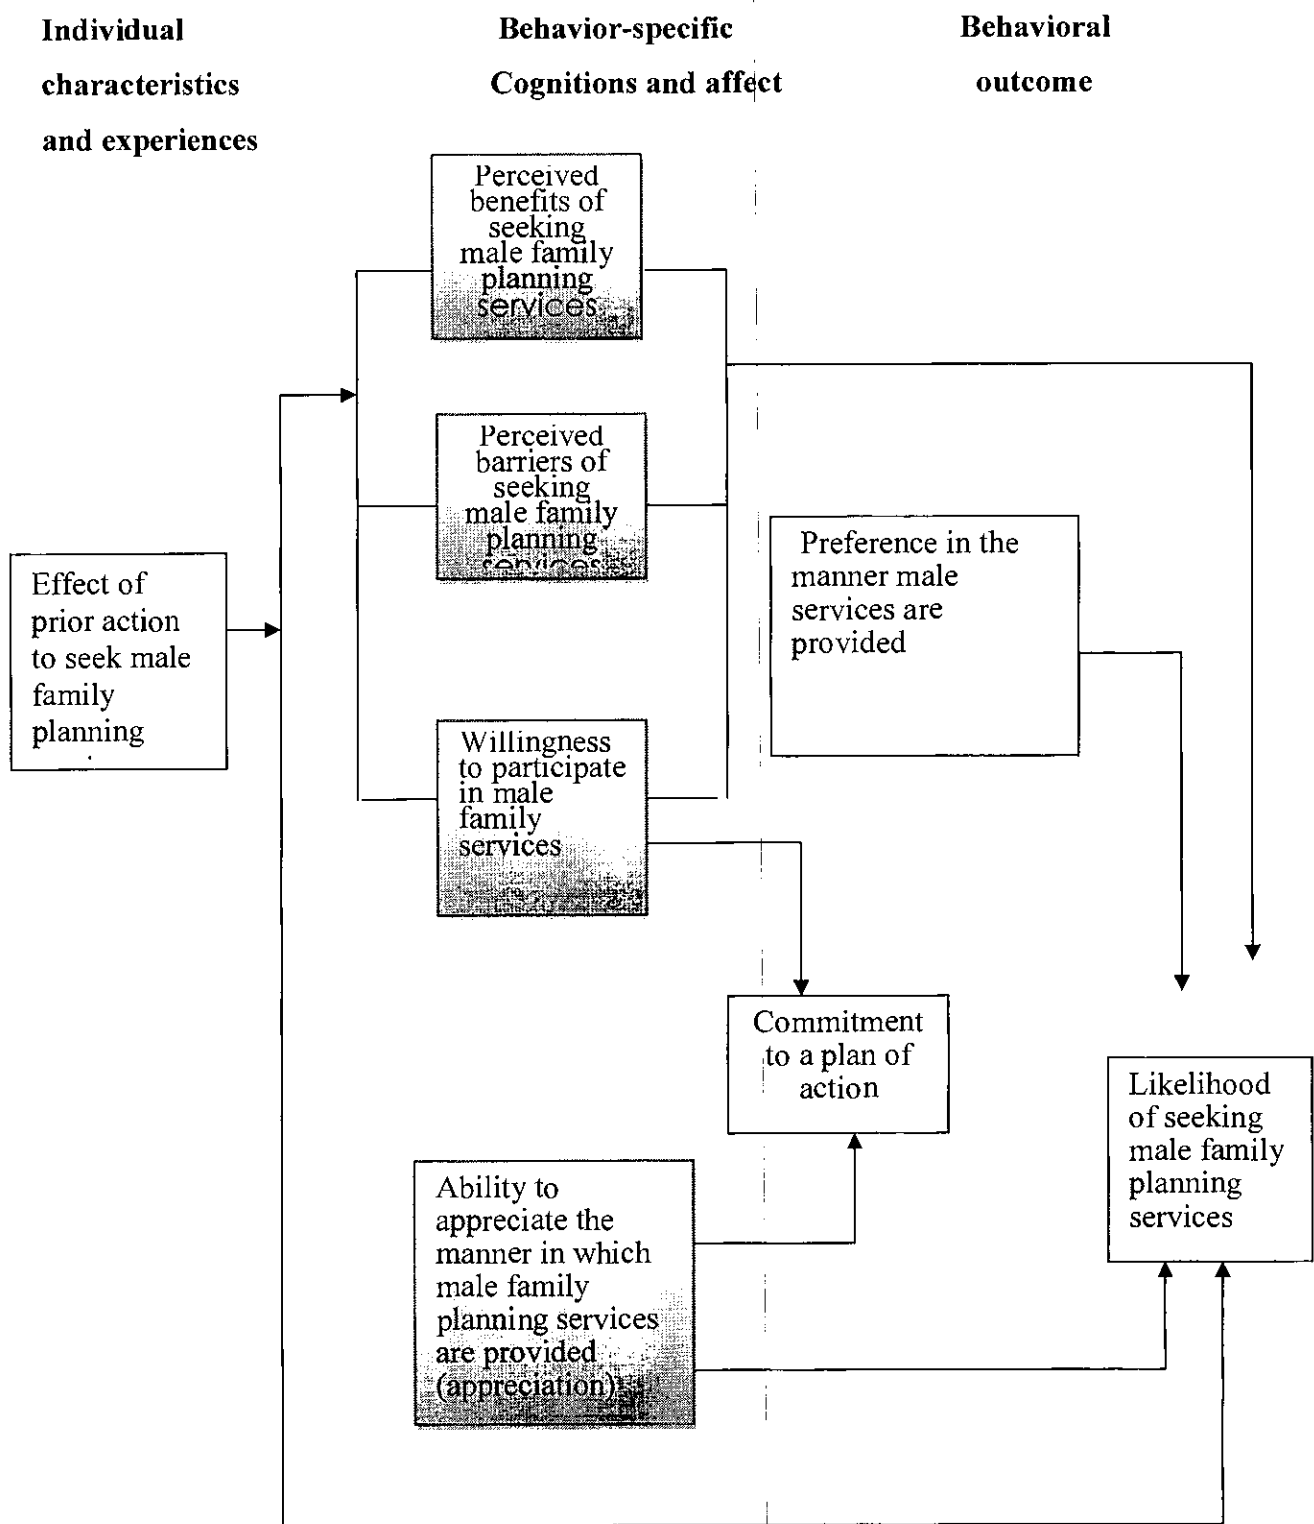 Individual
characteristics
and experiences
Behavior-specific
Cognitions and affect
Behavioral
outcome
Perceived
benefits of
seeking
male family
planning
services
Perceived
barriers of
seeking
male family
planning
services
Effect of
prior action
to seek male
family
planning
Preference in the
manner male
services are
provided
Willingness
to participate
in male
family
services
Commitment
to a plan of
action
Likelihood
of seeking
male family
planning
services
Ability to
appreciate the
manner in which
male family
planning services
are provided
(appreciation)